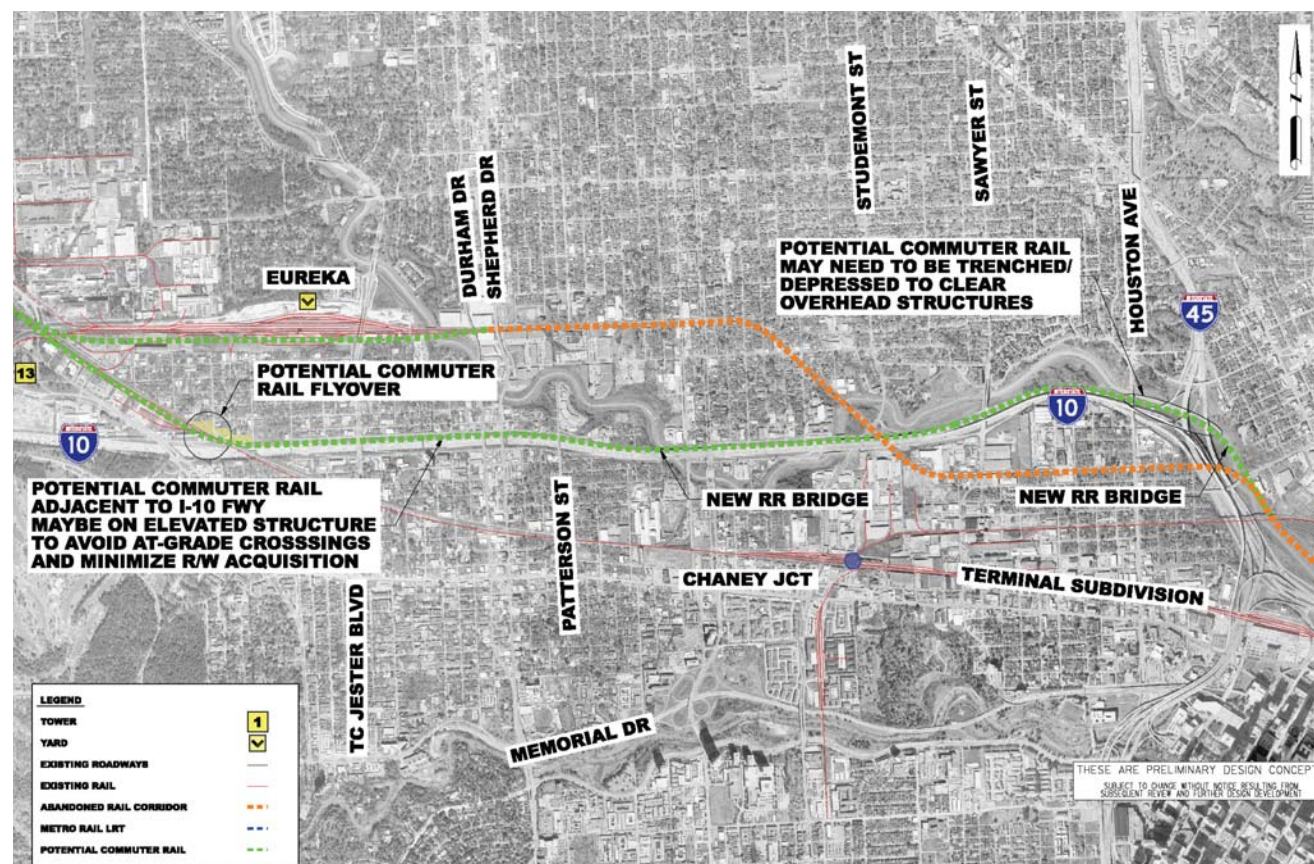 STUDEMONT ST
SAWYER ST
HOUSTON AVE
DURHAM DR
SHEPHERD DR
N
POTENTIAL COMMUTER RAIL
MAY NEED TO BE TRENCHED/
DEPRESSED TO CLEAR
OVERHEAD STRUCTURES
EUREKA
45
13
POTENTIAL COMMUTER
RAIL FLYOVER
10
10
POTENTIAL COMMUTER RAIL
ADJACENT TO I-10 FWY
MAYBE ON ELEVATED STRUCTURE
TO AVOID AT-GRADE CROSSSINGS
AND MINIMIZE R/W ACQUISITION
NEW RR BRIDGE
NEW RR BRIDGE
PATTERSON ST
CHANEY JCT
TERMINAL SUBDIVISION
TC JESTER BLVD
MEMORIAL DR
LEGEND
TOWER 1
YARD
EXISTING ROADWAYS
EXISTING RAIL
ABANDONED RAIL CORRIDOR
METRO RAIL LRT
POTENTIAL COMMUTER RAIL
THESE ARE PRELIMINARY DESIGN CONCEPT
SUBJECT TO CHANGE WITHOUT NOTICE RESULTING FROM
SUBSEQUENT REVIEW AND FURTHER DESIGN DEVELOPMENT